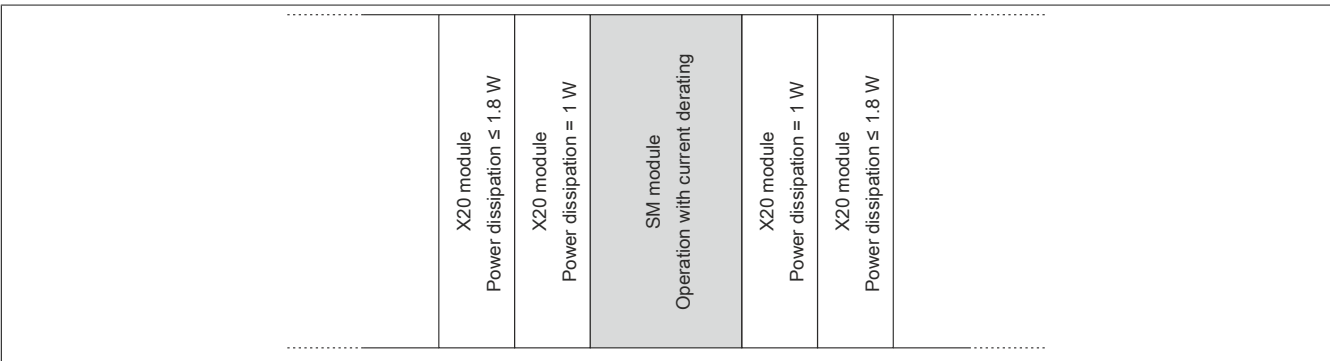 X20 module
Power dissipation ≤ 1.8 W
X20 module
Power dissipation = 1 W
SM module
Operation with current derating
X20 module
Power dissipation = 1 W
X20 module
Power dissipation ≤ 1.8 W